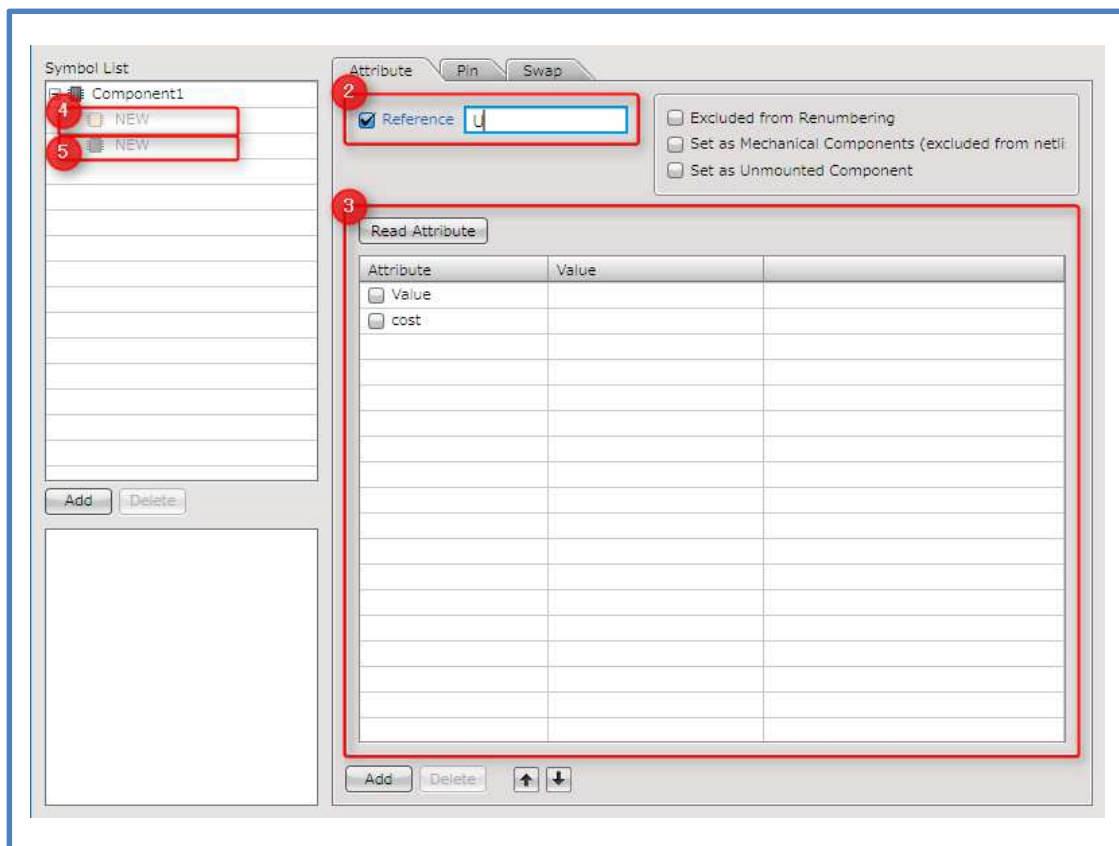 Symbol List
Component1
4
NEW
5
NEW
Add
Delete
Attribute
Pin
Swap
2
Reference
U
Excluded from Renumbering
Set as Mechanical Components (excluded from netli
Set as Unmounted Component
3
Read Attribute
Attribute
Value
Value
cost
Add
Delete